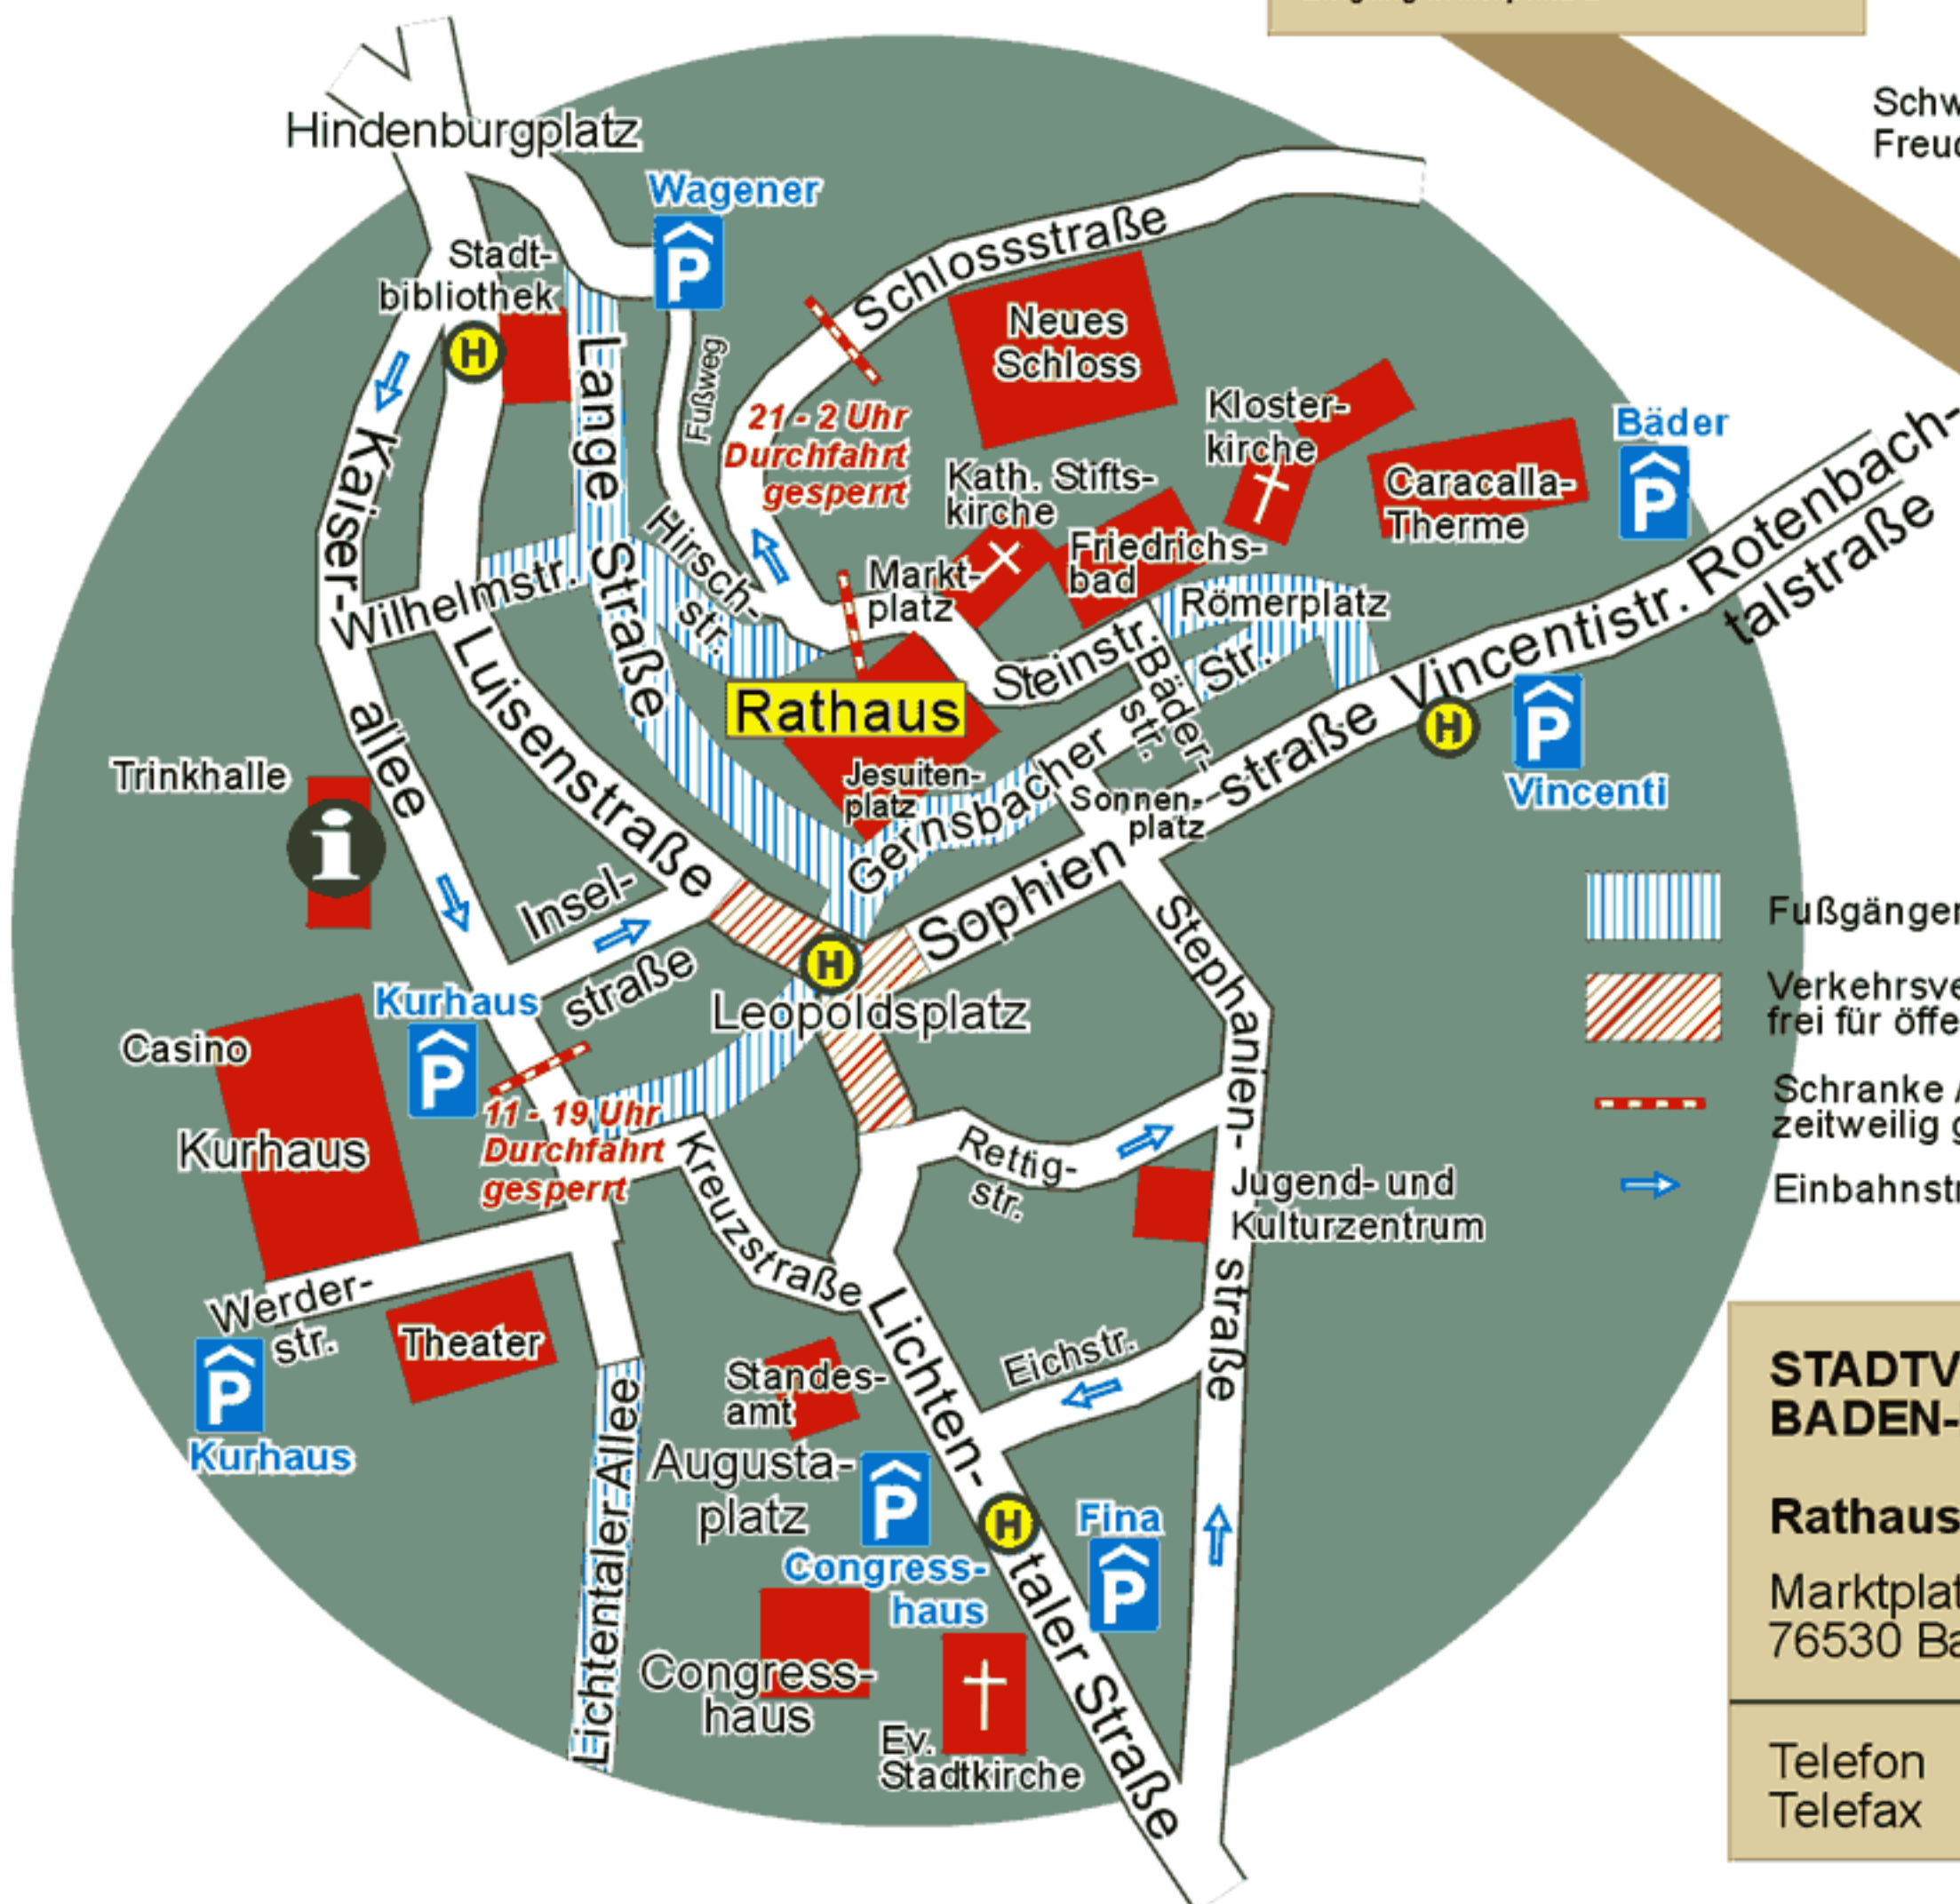 Schw
Freud
Hindenburgplatz
Wagener
P
Stadt-
bibliothek
H
Schlossstraße
Neues
Schloss
Lange
Straße
Fußweg
21 - 2 Uhr
Durchfahrt
gesperrt
Kloster-
kirche
Kath. Stifts-
kirche
Caracalla-
Therme
Bäder
P
Rotenbach-
talstraße
Kaiser-
allee
Hirsch-
str.
Markt-
platz
Friedrichs-
bad
Römerplatz
Wilhelmstr.
Luisenstraße
Steinstr.
Bäder-
str.
Vincentistr.
H
P
Vincenti
Rathaus
Jesuiten-
platz
Gernsbacher
Str.
Sonnen-
platz
Sophien
-straße
Trinkhalle
i
Insel-
straße
H
Leopoldsplatz
Stephanien-
straße
Kurhaus
P
Casino
Kurhaus
11 - 19 Uhr
Durchfahrt
gesperrt
Kreuzstraße
Rettig-
str.
Jugend- und
Kulturzentrum
Werder-
str.
P
Kurhaus
Theater
Lichtentaler Allee
Standes-
amt
Augusta-
platz
P
Congress-
haus
Eichstr.
Lichten-
taler Straße
H
Fina
P
Congress-
haus
Ev.
Stadtkirche
Fußgänger
Verkehrsve
frei für öffe
Schranke
zeitweilig g
Einbahnstr
STADTV
BADEN-
Rathaus
Marktplat
76530 Ba
Telefon
Telefax